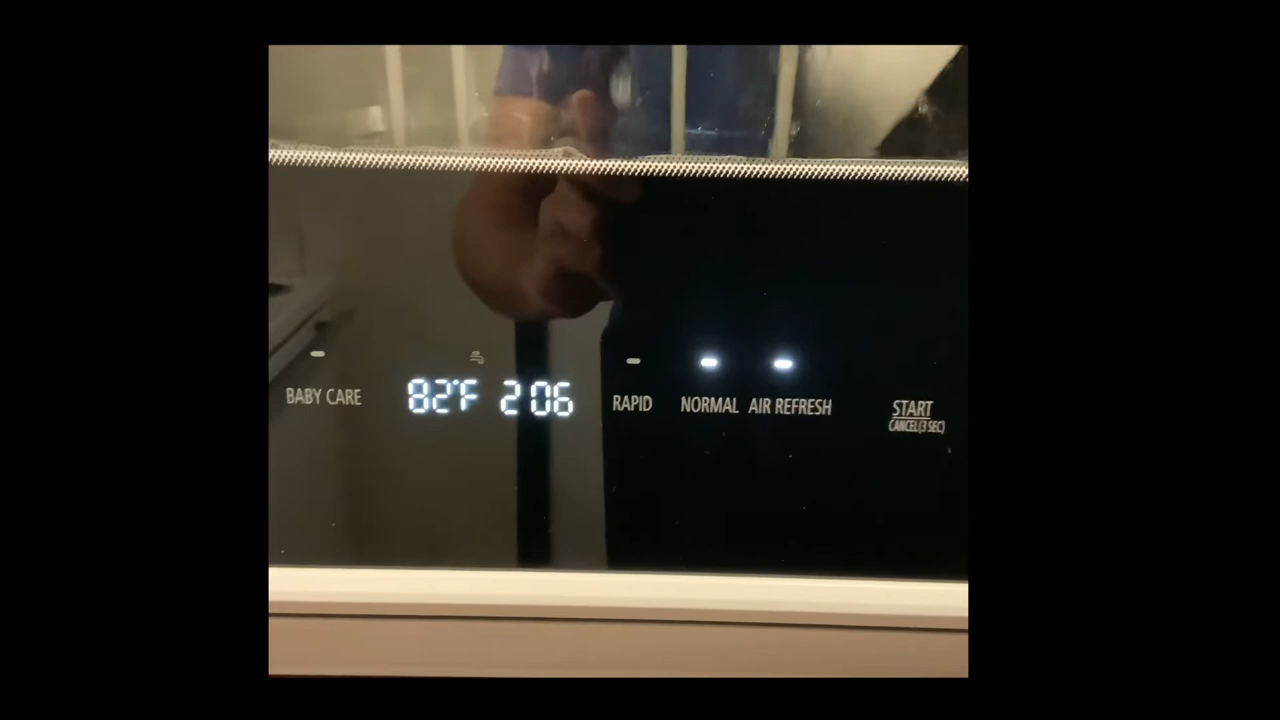 BABY CARE
82°F 2 06
RAPID
NORMAL
AIR REFRESH
START
CANCEL(3 SEC)